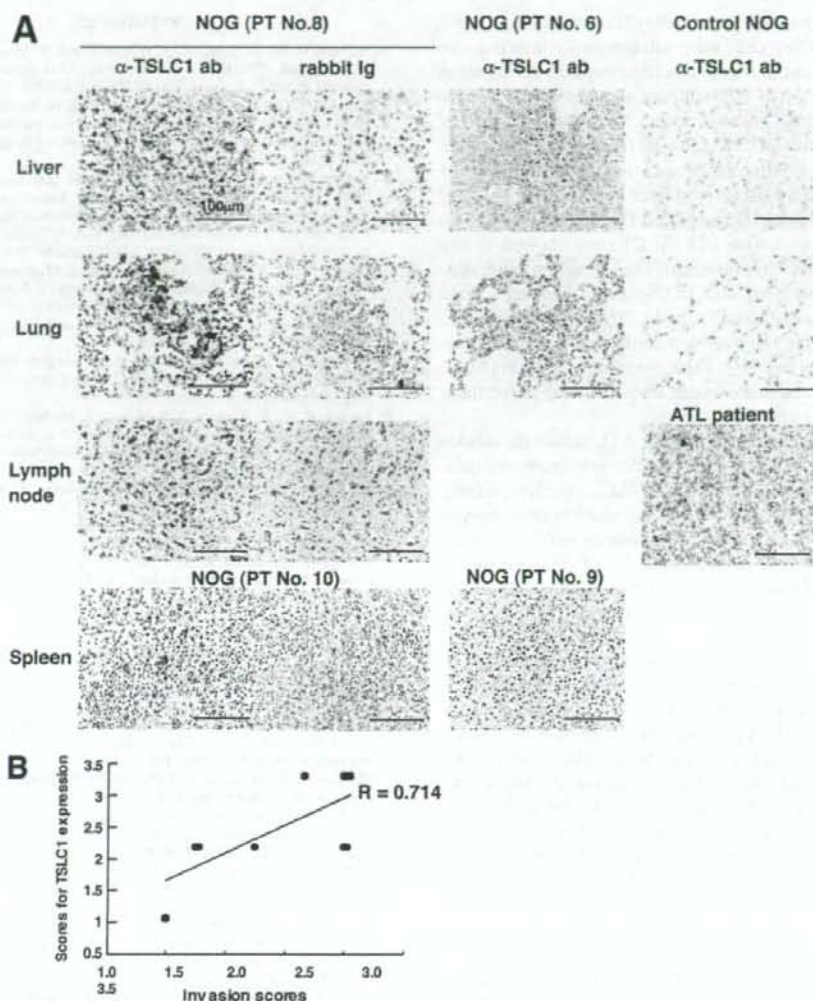 A
NOG (PT No.8)
NOG (PT No. 6)
Control NOG
α-TSLC1 ab
rabbit Ig
α-TSLC1 ab
α-TSLC1 ab
Liver
100μm
Lung
ATL patient
Lymph
node
NOG (PT No. 10)
NOG (PT No. 9)
Spleen
B
Scores for TSLC1 expression
3.5
3
2.5
2
1.5
1
0.5
R = 0.714
1.0
1.5
2.0
2.5
3.0
3.5
Invasion scores